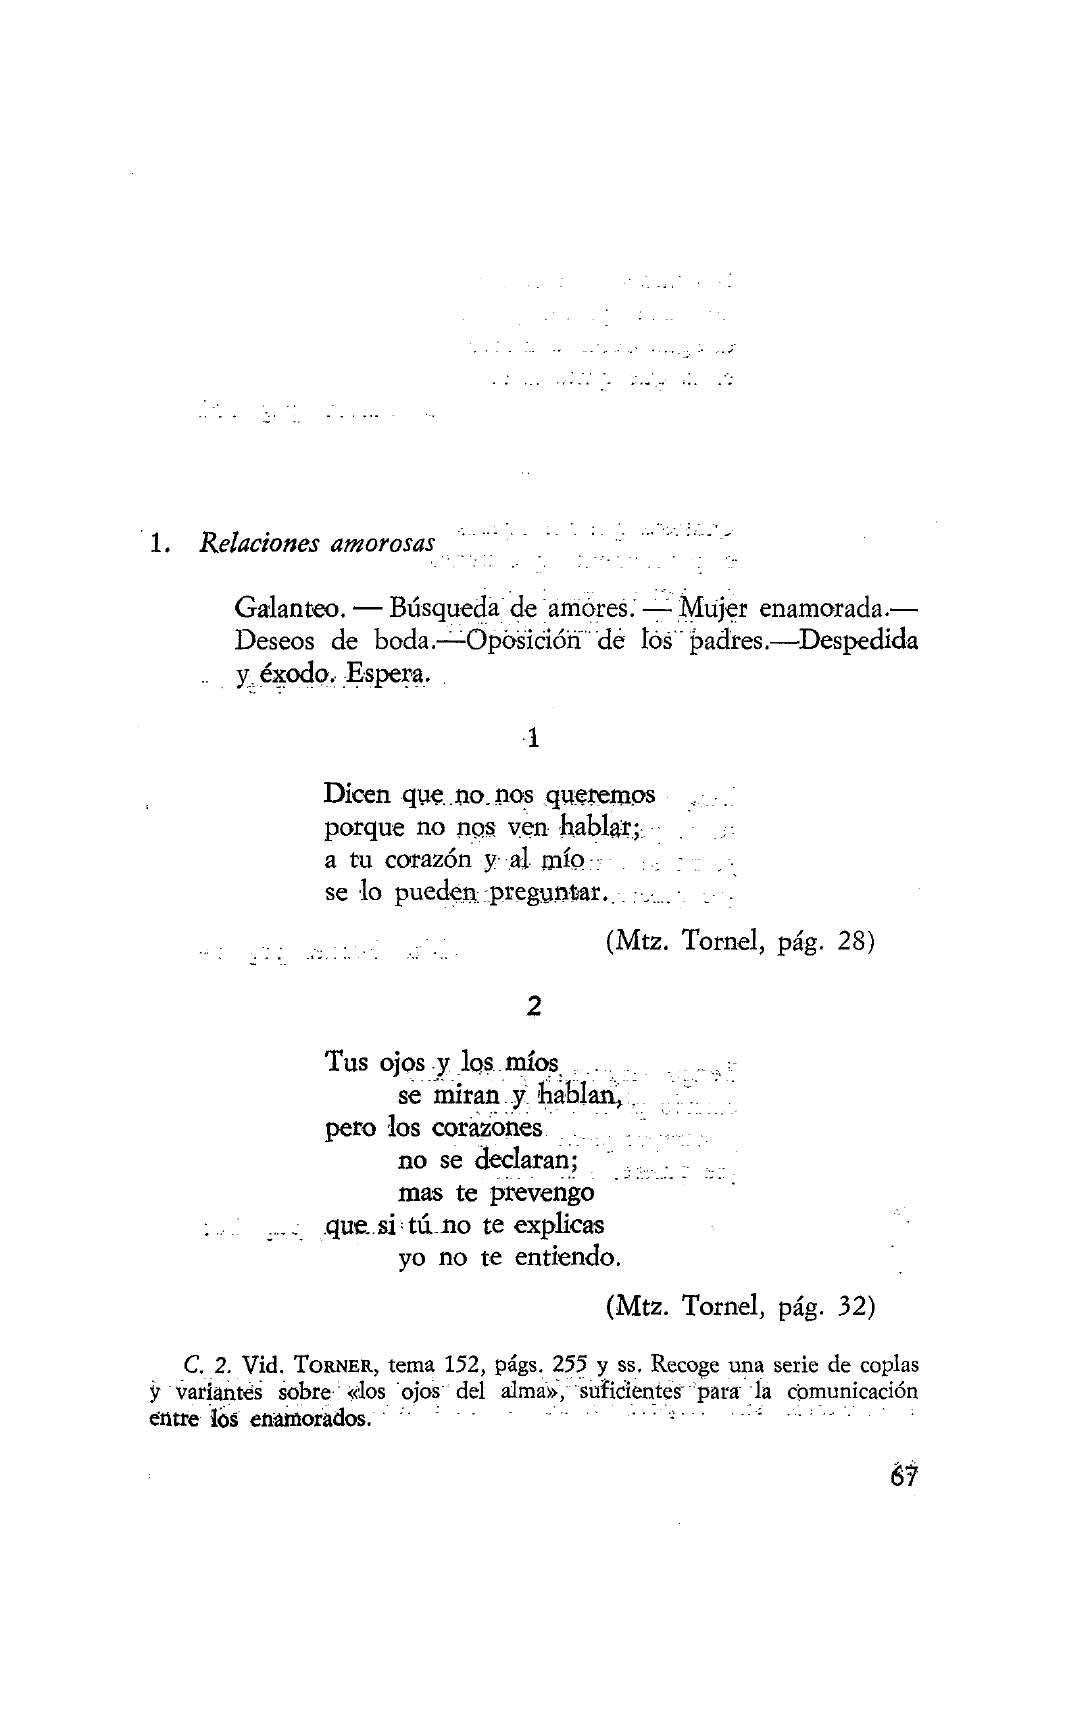 1. Relaciones amorosas
Galanteo. — Búsqueda de amores. — Mujer enamorada.—
Deseos de boda.—Oposición de los padres.—Despedida
y éxodo. Espera.
1
Dicen que no nos queremos
porque no nos ven hablar;
a tu corazón y al mío
se lo pueden preguntar.
(Mtz. Tornel, pág. 28)
2
Tus ojos y los míos
se miran y hablan,
pero los corazones
no se declaran;
mas te prevengo
que si tú no te explicas
yo no te entiendo.
(Mtz. Tornel, pág. 32)
C. 2. Vid. TORNER, tema 152, págs. 255 y ss. Recoge una serie de coplas
y variantes sobre «los ojos del alma», suficientes para la comunicación
entre los enamorados.
67